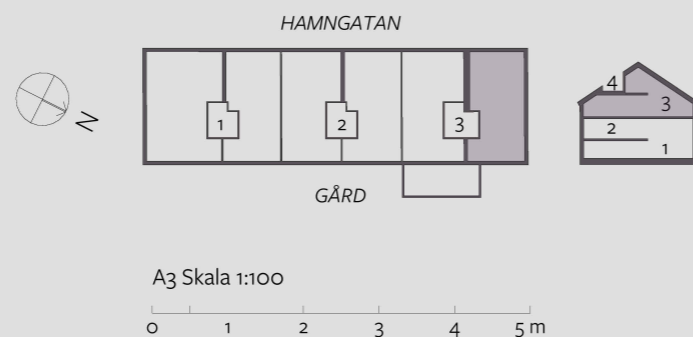 HAMNGATAN
N
1 2 3
4
3
2
1
GÅRD
A3 Skala 1:100
0 1 2 3 4 5 m